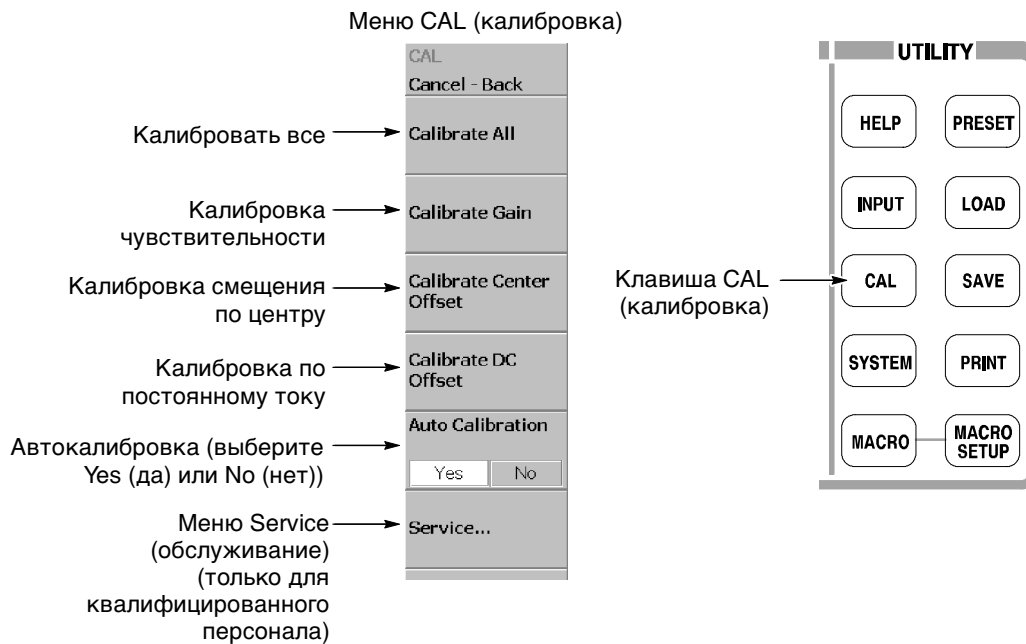 Меню CAL (калибровка)
CAL
Cancel - Back
Калибровать все
Calibrate All
Калибровка
чувствительности
Calibrate Gain
Калибровка смещения
по центру
Calibrate Center
Offset
Калибровка по
постоянному току
Calibrate DC
Offset
Автокалибровка (выберите
Yes (да) или No (нет))
Auto Calibration
Yes No
Меню Service
(обслуживание)
(только для
квалифицированного
персонала)
Service...
UTILITY
HELP PRESET
INPUT LOAD
Клавиша CAL
(калибровка)
CAL SAVE
SYSTEM PRINT
MACRO MACRO
SETUP